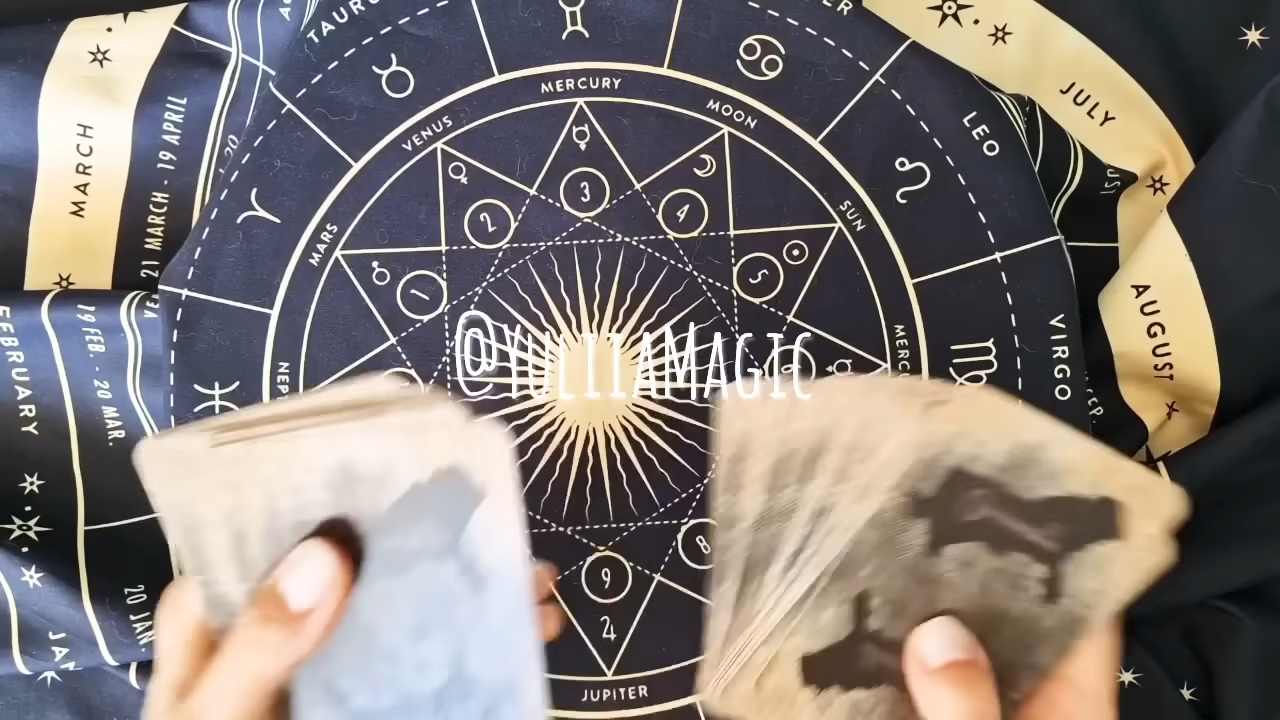 TAURUS
MERCURY
VENUS
MOON
MARS
SUN
LEO
VIRGO
JULY
AUGUST
MARCH
21 MARCH - 19 APRIL
20
FEBRUARY
19 FEB. - 20 MAR.
3
2
4
1
5
8
9
JUPITER
@YULIIAMAGIC